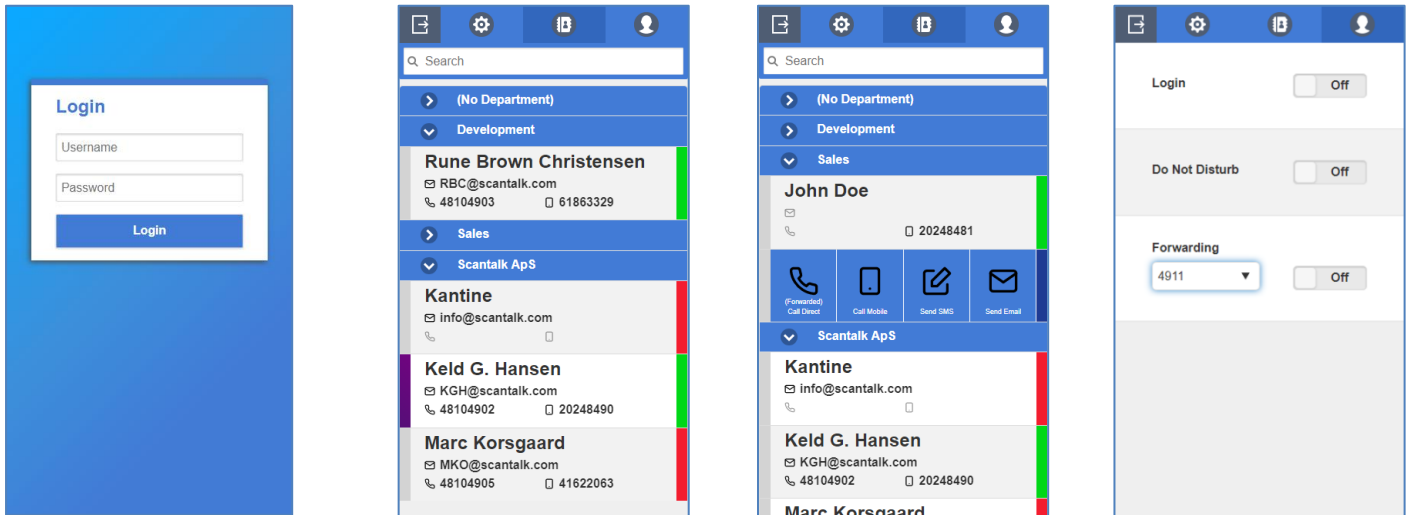 Login
Username
Password
Login
Search
(No Department)
Development
Rune Brown Christensen
RBC@scantalk.com
48104903 61863329
Sales
Scantalk ApS
Kantine
info@scantalk.com
Keld G. Hansen
KGH@scantalk.com
48104902 20248490
Marc Korsgaard
MKO@scantalk.com
48104905 41622063
Search
(No Department)
Development
Sales
John Doe
20248481
(Forwarded)
Call Direct Call Mobile Send SMS Send Email
Scantalk ApS
Kantine
info@scantalk.com
Keld G. Hansen
KGH@scantalk.com
48104902 20248490
Marc Korsgaard
Login Off
Do Not Disturb Off
Forwarding
4911 Off